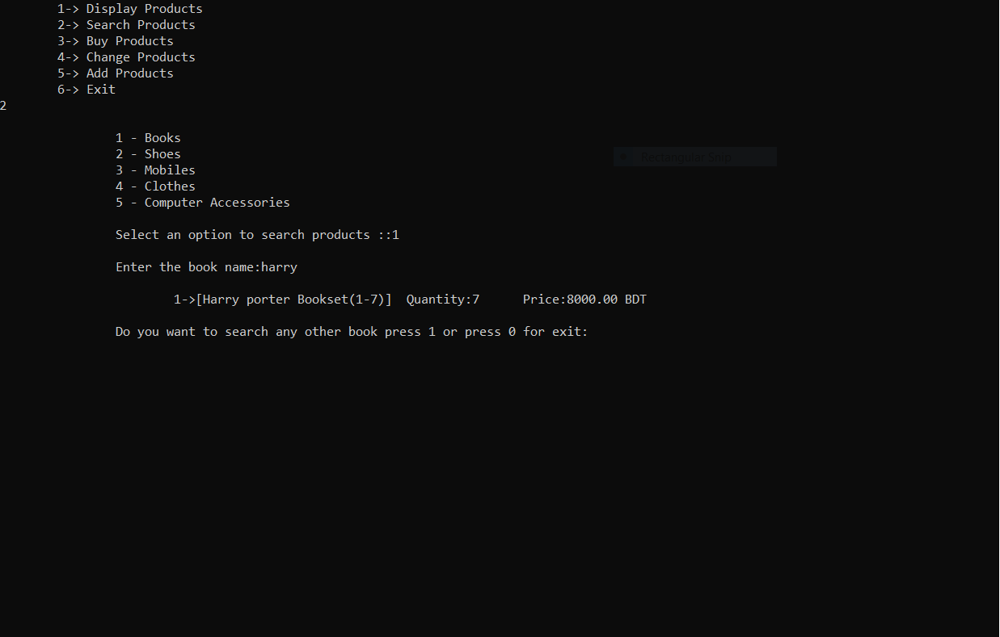 1-> Display Products
2-> Search Products
3-> Buy Products
4-> Change Products
5-> Add Products
6-> Exit
2
1 - Books
2 - Shoes
Rectangular Snip
3 - Mobiles
4 - Clothes
5 - Computer Accessories
Select an option to search products ::1
Enter the book name:harry
1->[Harry porter Bookset(1-7)] Quantity:7 Price:8000.00 BDT
Do you want to search any other book press 1 or press 0 for exit: